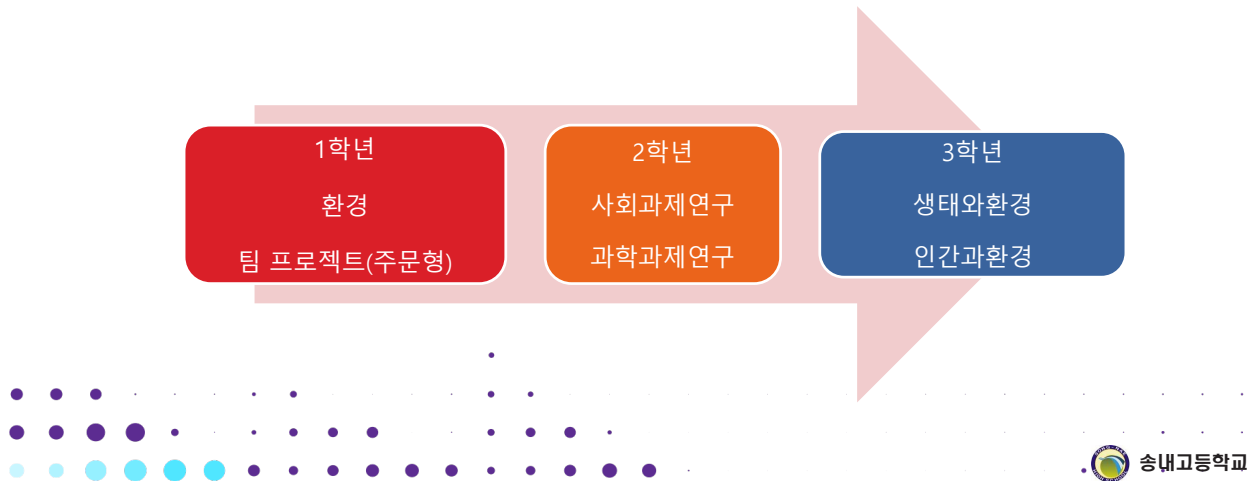 1학년
환경
팀 프로젝트(주문형)
2학년
사회과제연구
과학과제연구
3학년
생태와환경
인간과환경
송내고등학교